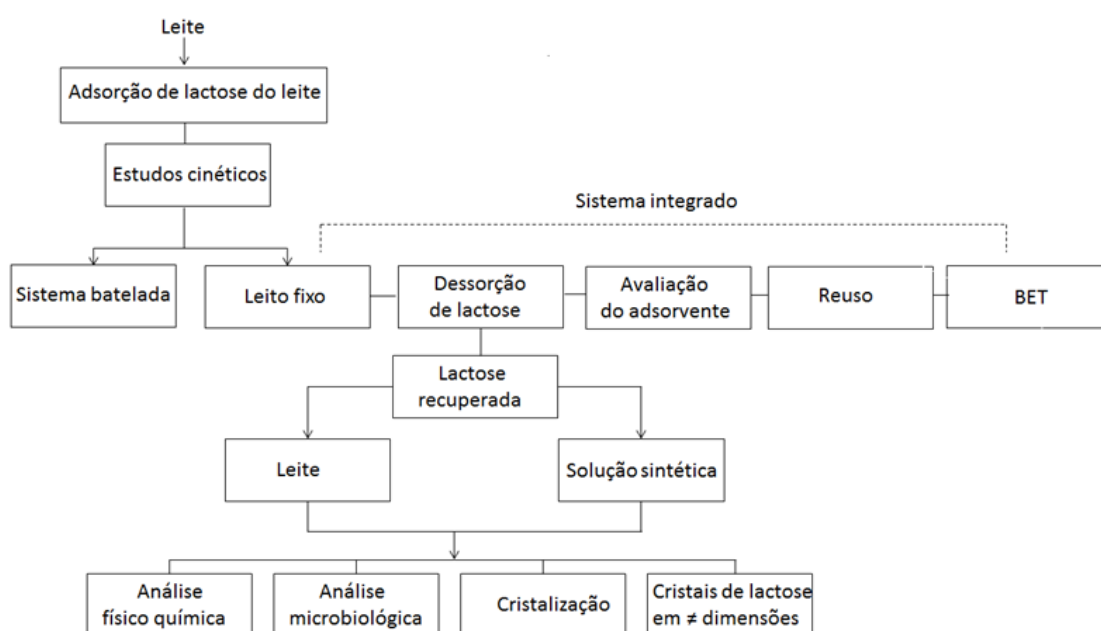 Leite
Adsorção de lactose do leite
Estudos cinéticos
Sistema integrado
Sistema batelada
Leito fixo
Dessorção
de lactose
Avaliação
do adsorvente
Reuso
BET
Lactose
recuperada
Leite
Solução sintética
Análise
físico química
Análise
microbiológica
Cristalização
Cristais de lactose
em ≠ dimensões